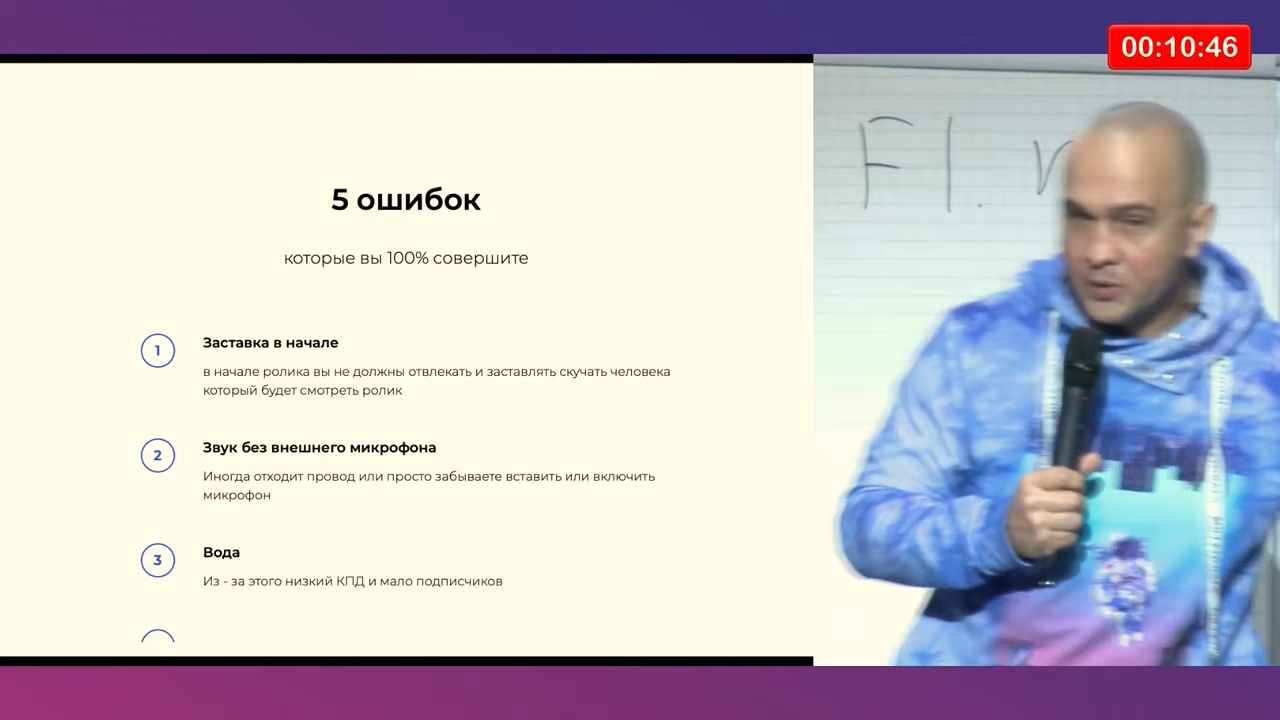 00:10:46
5 ошибок
которые вы 100% совершите
1
Заставка в начале
в начале ролика вы не должны отвлекать и заставлять скучать человека
который будет смотреть ролик
2
Звук без внешнего микрофона
Иногда отходит провод или просто забываете вставить или включить
микрофон
3
Вода
Из - за этого низкий КПД и мало подписчиков
F1.